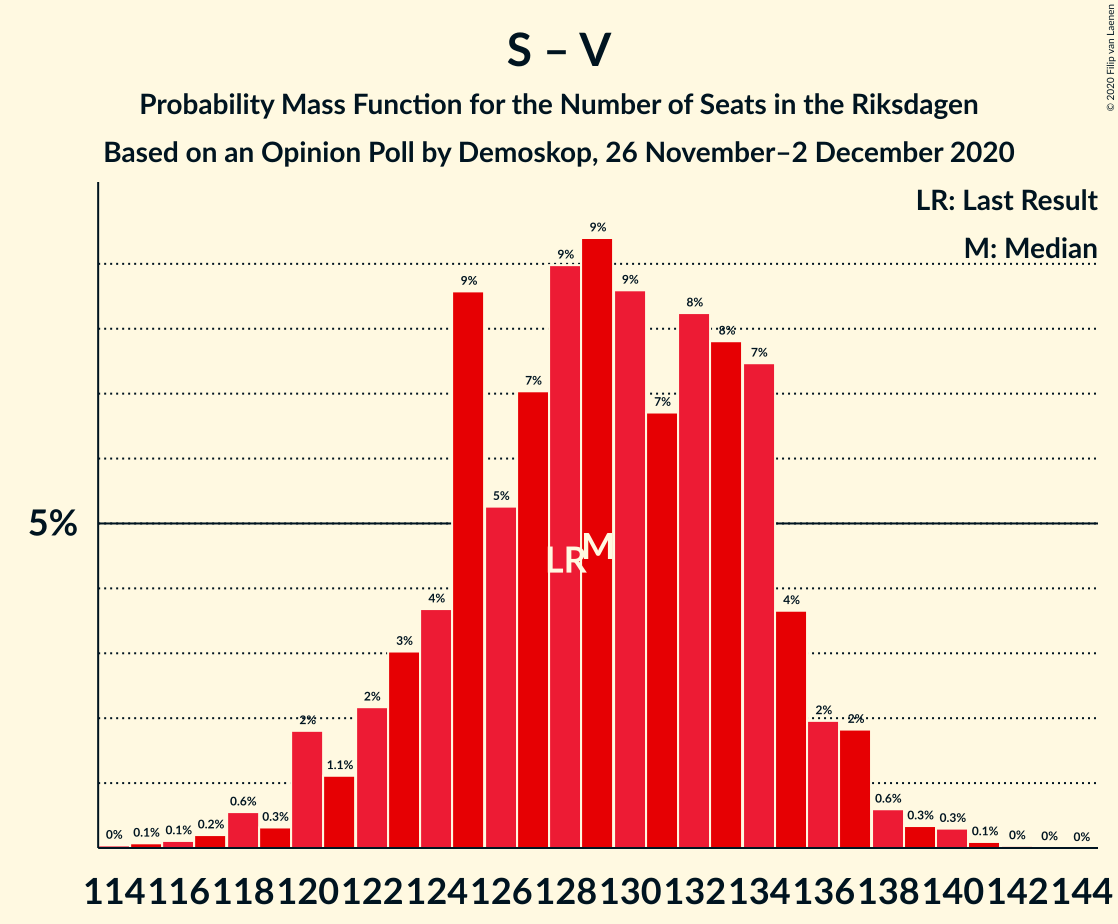 S – V
Probability Mass Function for the Number of Seats in the Riksdagen
Based on an Opinion Poll by Demoskop, 26 November–2 December 2020
© 2020 Filip van Laenen
LR: Last Result
M: Median
5%
0% 0.1% 0.1% 0.2% 0.6% 0.3% 2% 1.1% 2% 3% 4% 9% 5% 7% 9% 9% 9% 7% 8% 8% 7% 4% 2% 2% 0.6% 0.3% 0.3% 0.1% 0% 0% 0%
LR M
114 116 118 120 122 124 126 128 130 132 134 136 138 140 142 144